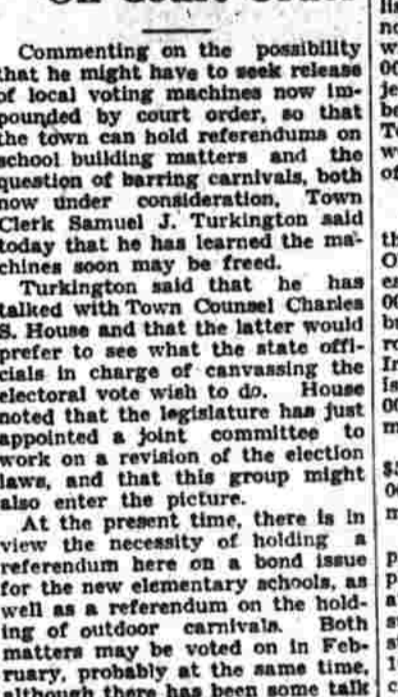 Commenting on the possibility
that he might have to seek release
of local voting machines now im-
pounded by court order, so that
the town can hold referendums on
school building matters and the
question of barring carnivals, both
now under consideration, Town
Clerk Samuel J. Turkington said
today that he has learned the ma-
chines soon may be freed.
Turkington said that he has
talked with Town Counsel Charles
S. House and that the latter would
prefer to see what the state offi-
cials in charge of canvassing the
electoral vote wish to do. House
noted that the legislature has just
appointed a joint committee to
work on a revision of the election
laws, and that this group might
also enter the picture.
At the present time, there is in
view the necessity of holding a
referendum here on a bond issue
for the new elementary schools, as
well as a referendum on the hold-
ing of outdoor carnivals. Both
matters may be voted on in Feb-
ruary, probably at the same time,
although there has been some talk